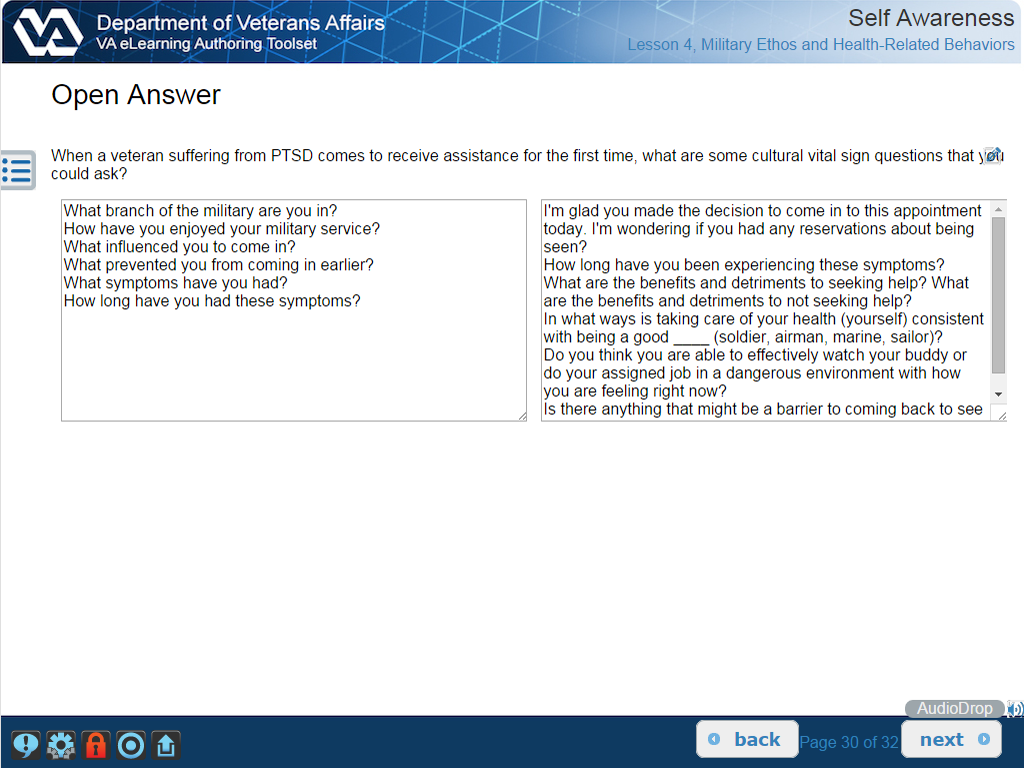 VA
Department of Veterans Affairs
VA eLearning Authoring Toolset
Self Awareness
Lesson 4, Military Ethos and Health-Related Behaviors
Open Answer
When a veteran suffering from PTSD comes to receive assistance for the first time, what are some cultural vital sign questions that you
could ask?
What branch of the military are you in?
How have you enjoyed your military service?
What influenced you to come in?
What prevented you from coming in earlier?
What symptoms have you had?
How long have you had these symptoms?
I'm glad you made the decision to come in to this appointment
today. I'm wondering if you had any reservations about being
seen?
How long have you been experiencing these symptoms?
What are the benefits and detriments to seeking help? What
are the benefits and detriments to not seeking help?
In what ways is taking care of your health (yourself) consistent
with being a good ____ (soldier, airman, marine, sailor)?
Do you think you are able to effectively watch your buddy or
do your assigned job in a dangerous environment with how
you are feeling right now?
Is there anything that might be a barrier to coming back to see
AudioDrop
back
Page 30 of 32
next